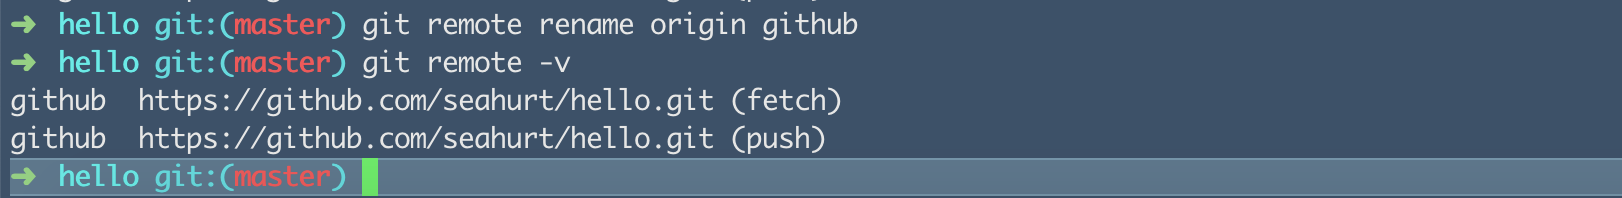 ➜ hello git:(master) git remote rename origin github
➜ hello git:(master) git remote -v
github https://github.com/seahurt/hello.git (fetch)
github https://github.com/seahurt/hello.git (push)
➜ hello git:(master)